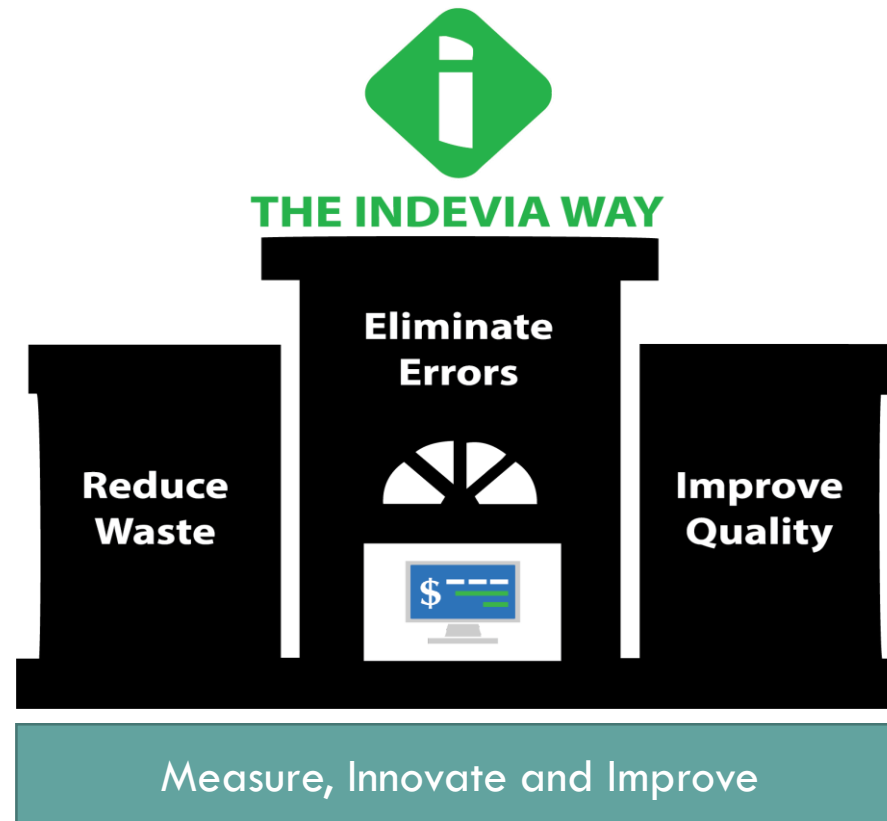 i
THE INDEVIA WAY
Eliminate
Errors
Reduce
Waste
Improve
Quality
$
Measure, Innovate and Improve